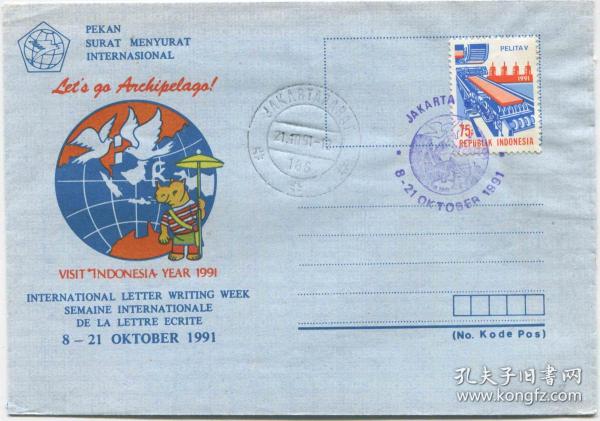 PEKAN
SURAT MENYURAT
INTERNASIONAL
Let's go Archipelago!
VISIT INDONESIA YEAR 1991
INTERNATIONAL LETTER WRITING WEEK
SEMAINE INTERNATIONALE
DE LA LETTRE ECRITE
8 – 21 OKTOBER 1991
PELITA V
1991
75
REPUBLIK INDONESIA
JAKARTA
8-21 OKTOBER 1991
JAKARTA
(No. Kode Pos)
孔夫子旧书网
www.kongfz.com